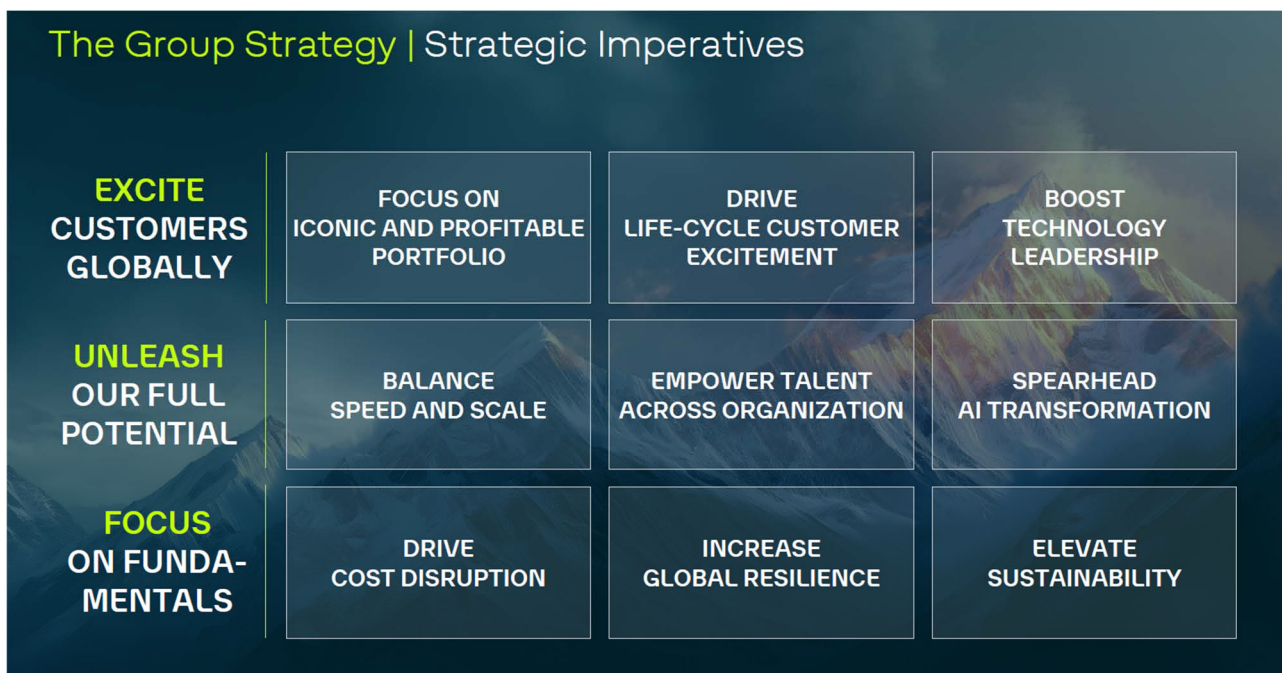 The Group Strategy | Strategic Imperatives
EXCITE
CUSTOMERS
GLOBALLY
FOCUS ON
ICONIC AND PROFITABLE
PORTFOLIO
DRIVE
LIFE-CYCLE CUSTOMER
EXCITEMENT
BOOST
TECHNOLOGY
LEADERSHIP
UNLEASH
OUR FULL
POTENTIAL
BALANCE
SPEED AND SCALE
EMPOWER TALENT
ACROSS ORGANIZATION
SPEARHEAD
AI TRANSFORMATION
FOCUS
ON FUNDA-
MENTALS
DRIVE
COST DISRUPTION
INCREASE
GLOBAL RESILIENCE
ELEVATE
SUSTAINABILITY